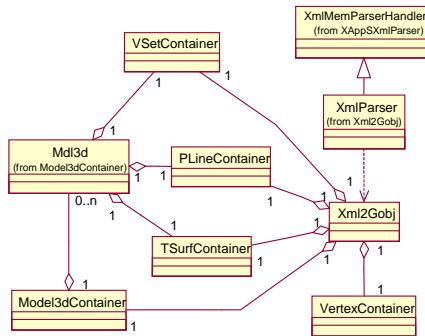 XmlMemParserHandler
(from XAppSXmlParser)
VSetContainer
1
1
XmlParser
(from Xml2Gobj)
1
Mdl3d
(from Model3dContainer)
1
1
PLineContainer
1
1
1
0..n
1
1
Xml2Gobj
TSurfContainer
1
1
1
1
1
Model3dContainer
1
1
VertexContainer